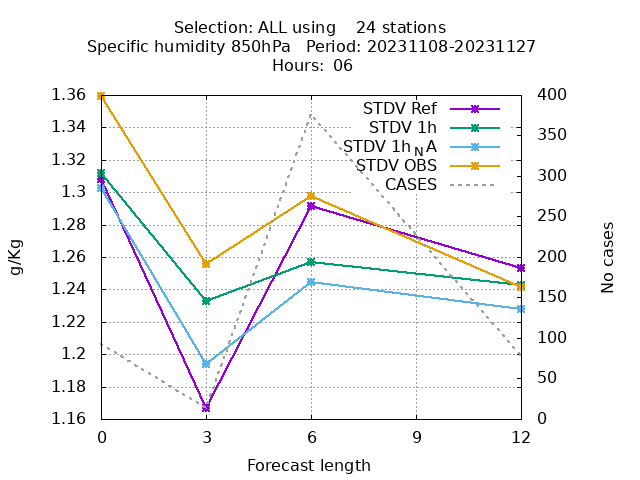 Selection: ALL using    24 stations
Specific humidity 850hPa   Period: 20231108-20231127
Hours:  06
1.36
1.34
1.32
1.3
1.28
1.26
1.24
1.22
1.2
1.18
1.16
g/Kg
STDV Ref
STDV 1h
STDV 1h_N A
STDV OBS
CASES
400
350
300
250
200
150
100
50
0
No cases
0 3 6 9 12
Forecast length